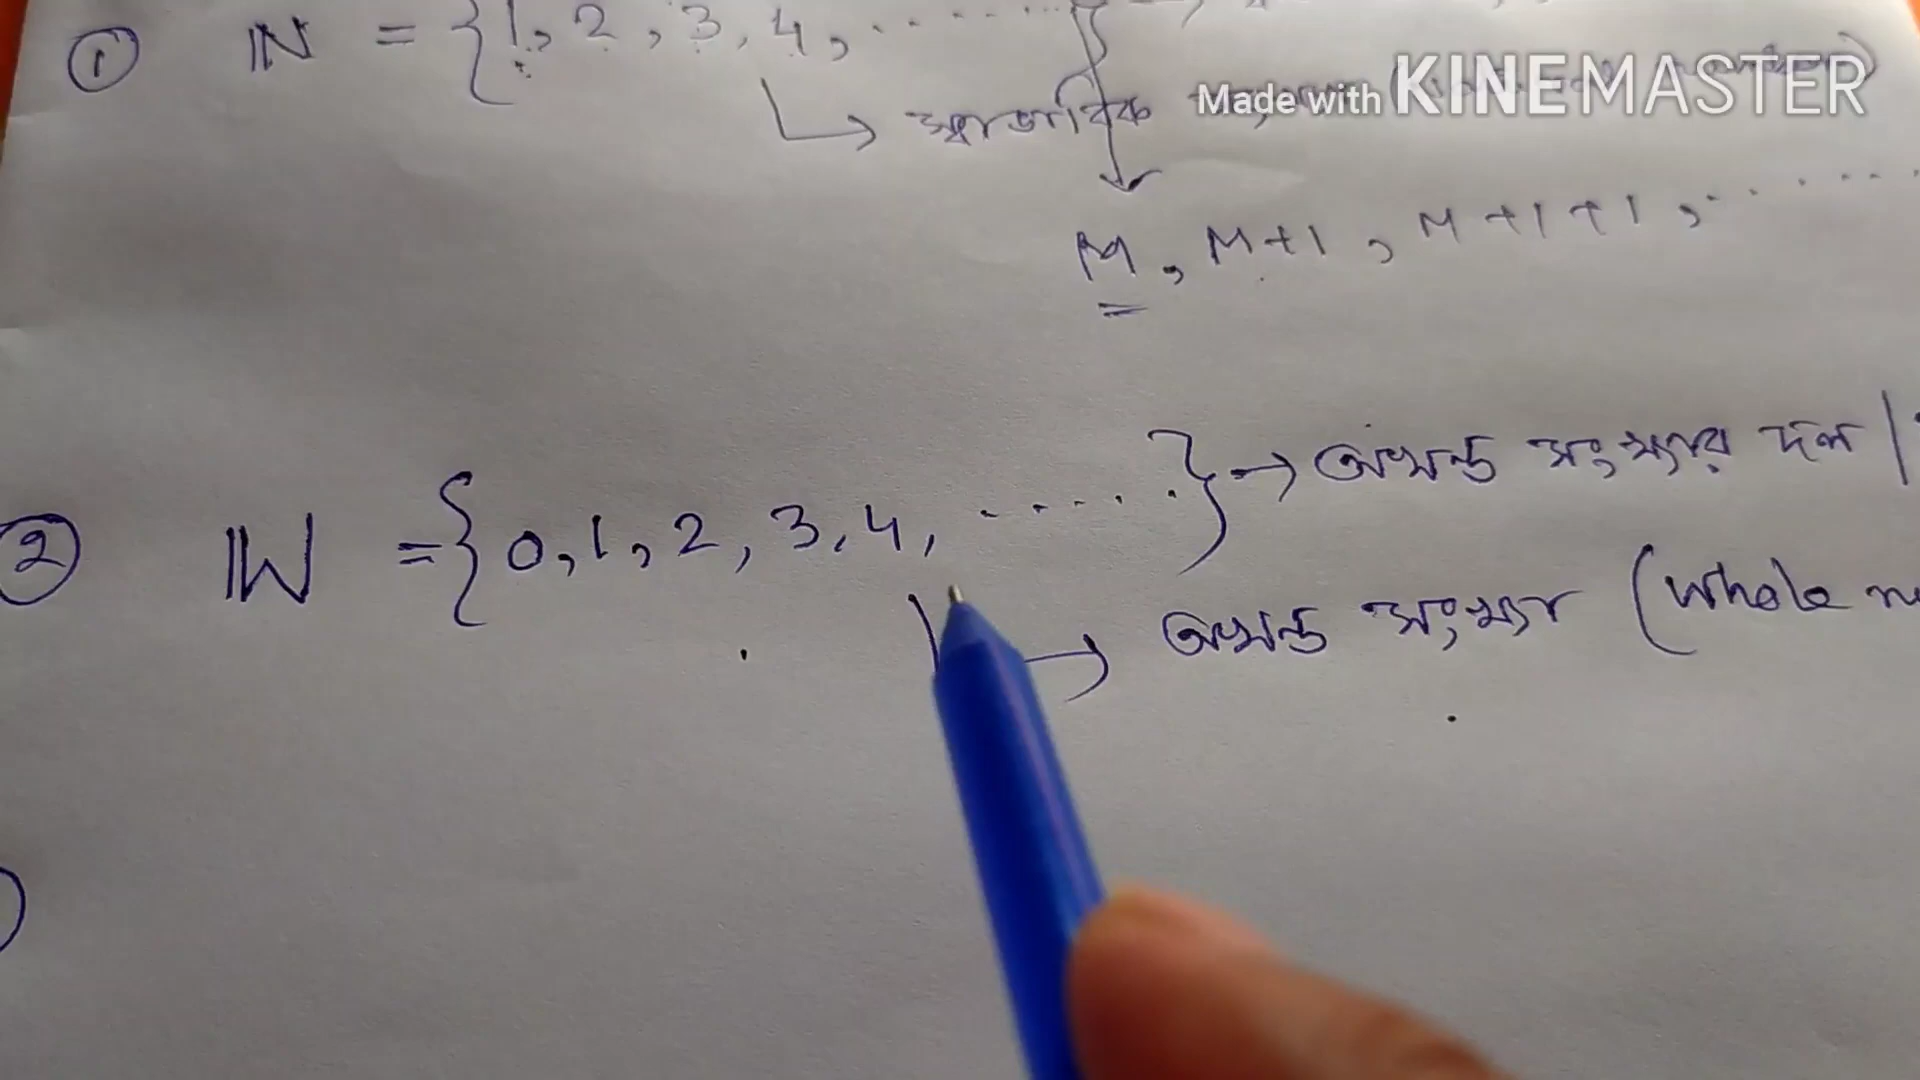 ① ℕ = {1, 2, 3, 4, ........}
Made with KINEMASTER
স্বাভাবিক
M, M+1, M+1+1, .......
② 𝕎 = {0, 1, 2, 3, 4, ......} → অখণ্ড সংখ্যার দল |
→ অখণ্ড সংখ্যা (Whole